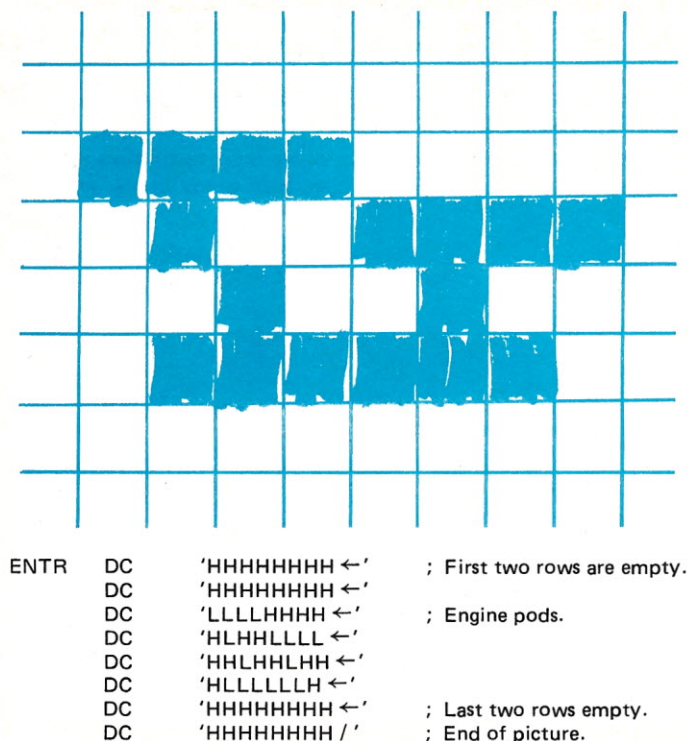 ENTR DC 'HHHHHHHH ←' ; First two rows are empty.
DC 'HHHHHHHH ←'
DC 'LLLLHHHH ←' ; Engine pods.
DC 'HLHHLLLL ←'
DC 'HHLHHLHH ←'
DC 'HLLLLLLH ←'
DC 'HHHHHHHH ←' ; Last two rows empty.
DC 'HHHHHHHH / ' ; End of picture.